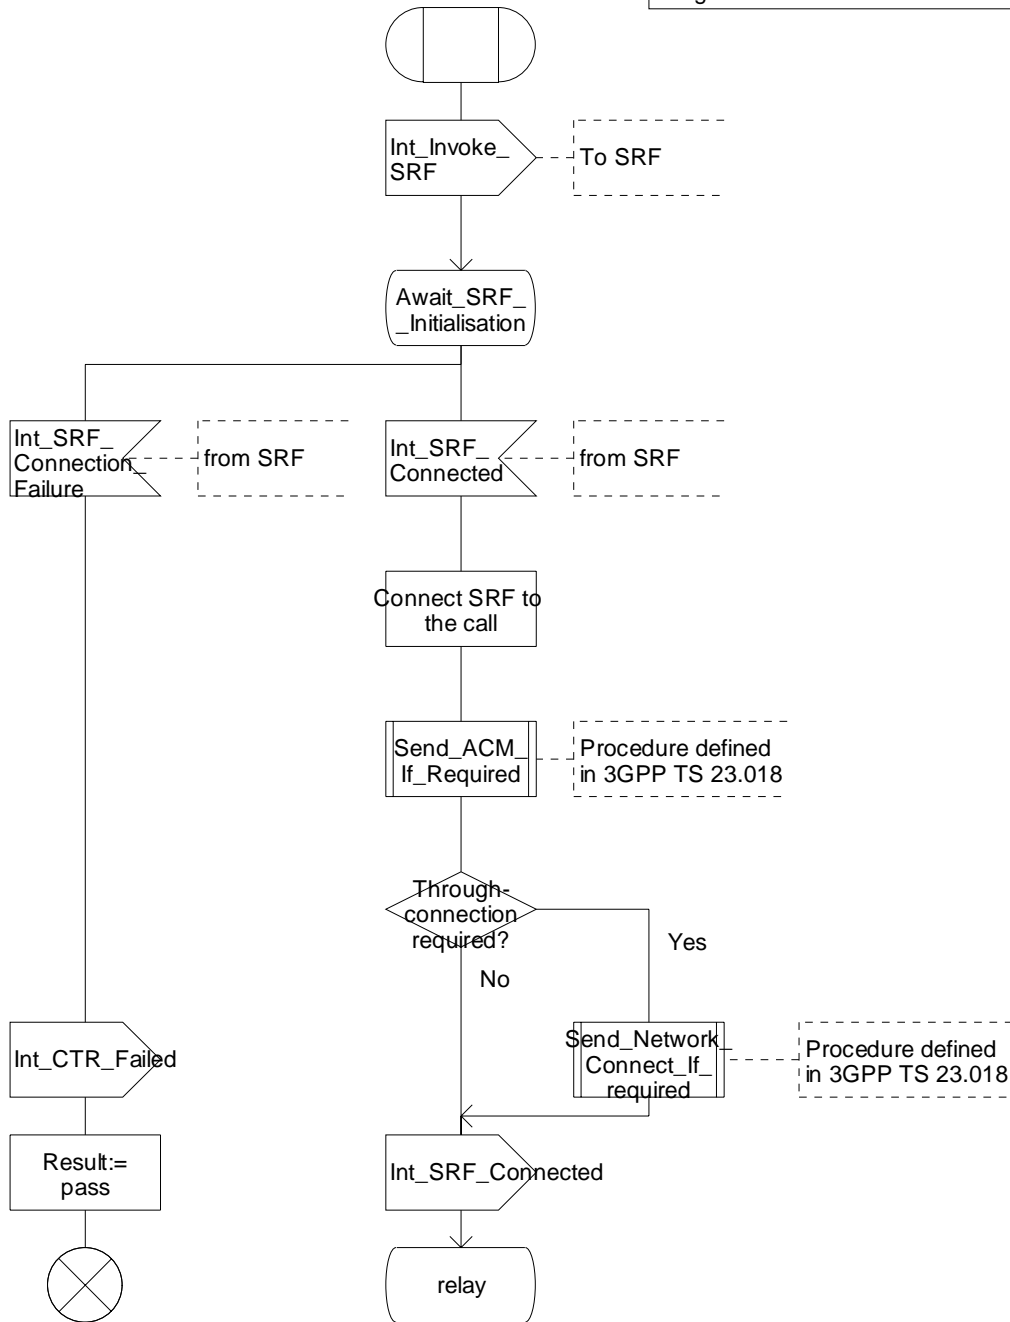 Int_Invoke_
SRF
To SRF
Await_SRF_
_Initialisation
Int_SRF_
Connection_
Failure
from SRF
Int_SRF_
Connected
from SRF
Connect SRF to
the call
Send_ACM_
If_Required
Procedure defined
in 3GPP TS 23.018
Through-
connection
required?
Yes
No
Int_CTR_Failed
Send_Network_
Connect_If_
required
Procedure defined
in 3GPP TS 23.018
Result:=
pass
Int_SRF_Connected
relay